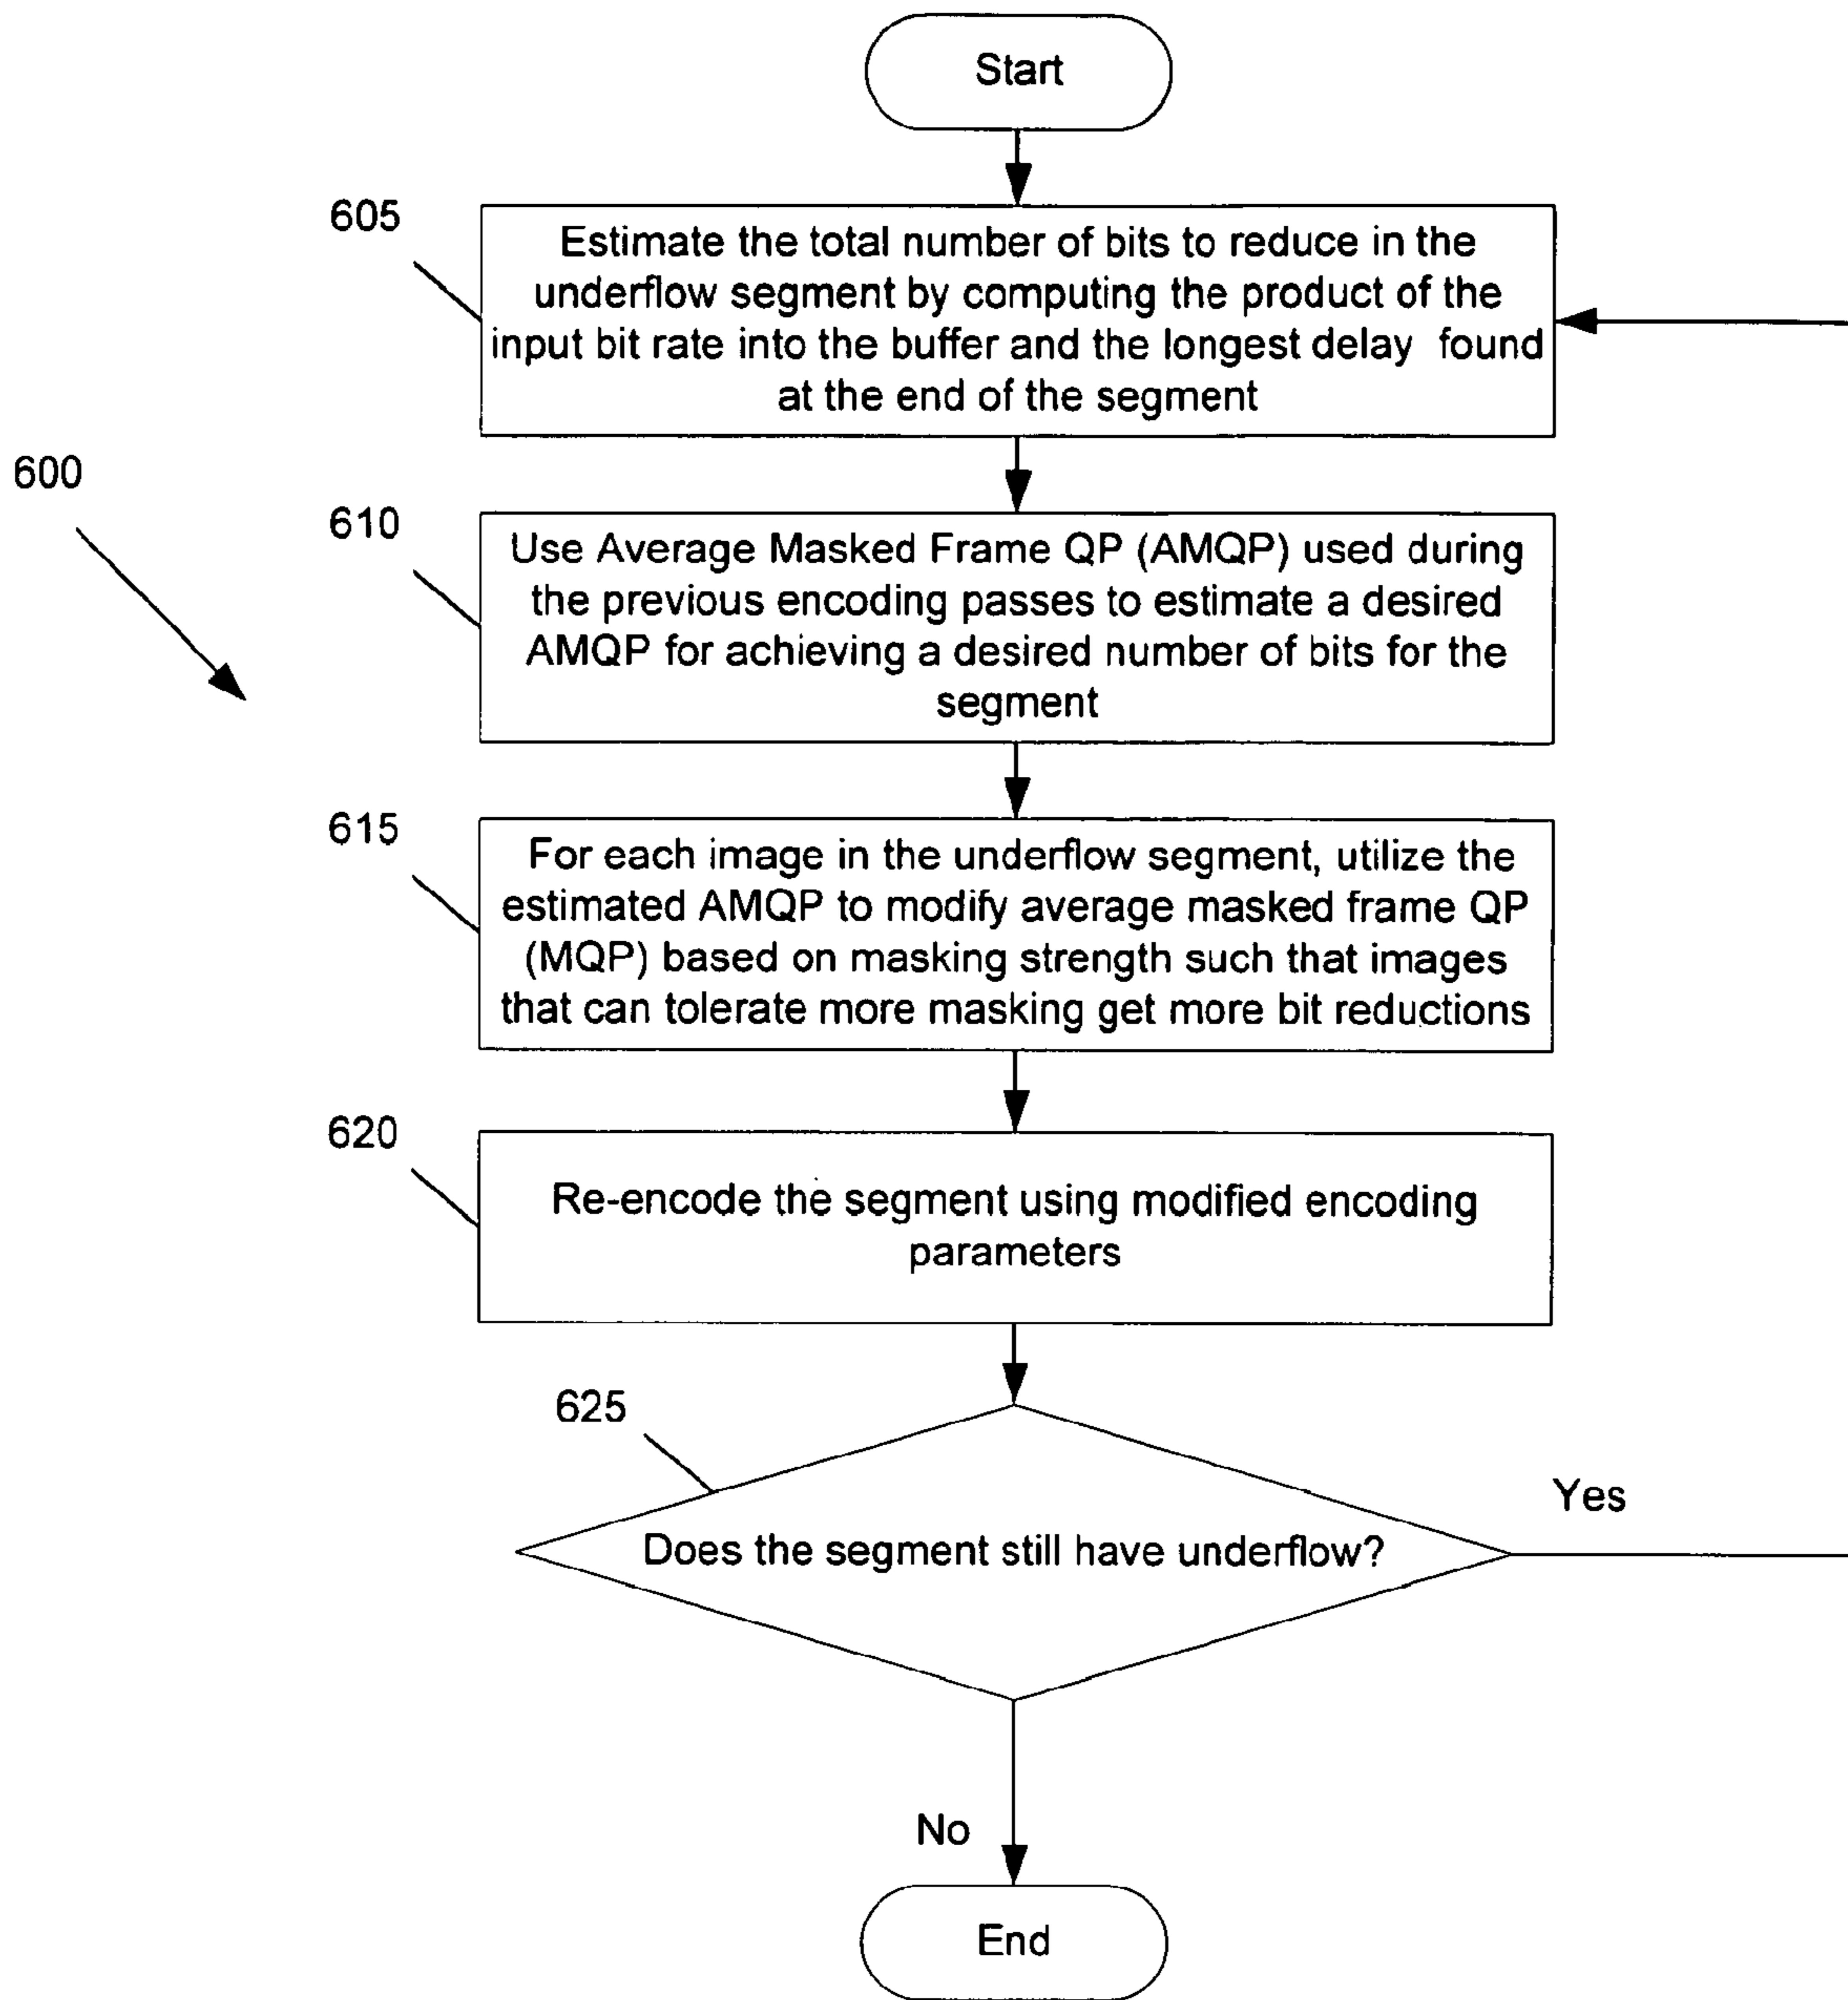 Start
605
Estimate the total number of bits to reduce in the
underflow segment by computing the product of the
input bit rate into the buffer and the longest delay found
at the end of the segment
600
610
Use Average Masked Frame QP (AMQP) used during
the previous encoding passes to estimate a desired
AMQP for achieving a desired number of bits for the
segment
615
For each image in the underflow segment, utilize the
estimated AMQP to modify average masked frame QP
(MQP) based on masking strength such that images
that can tolerate more masking get more bit reductions
620
Re-encode the segment using modified encoding
parameters
625
Yes
Does the segment still have underflow?
No
End